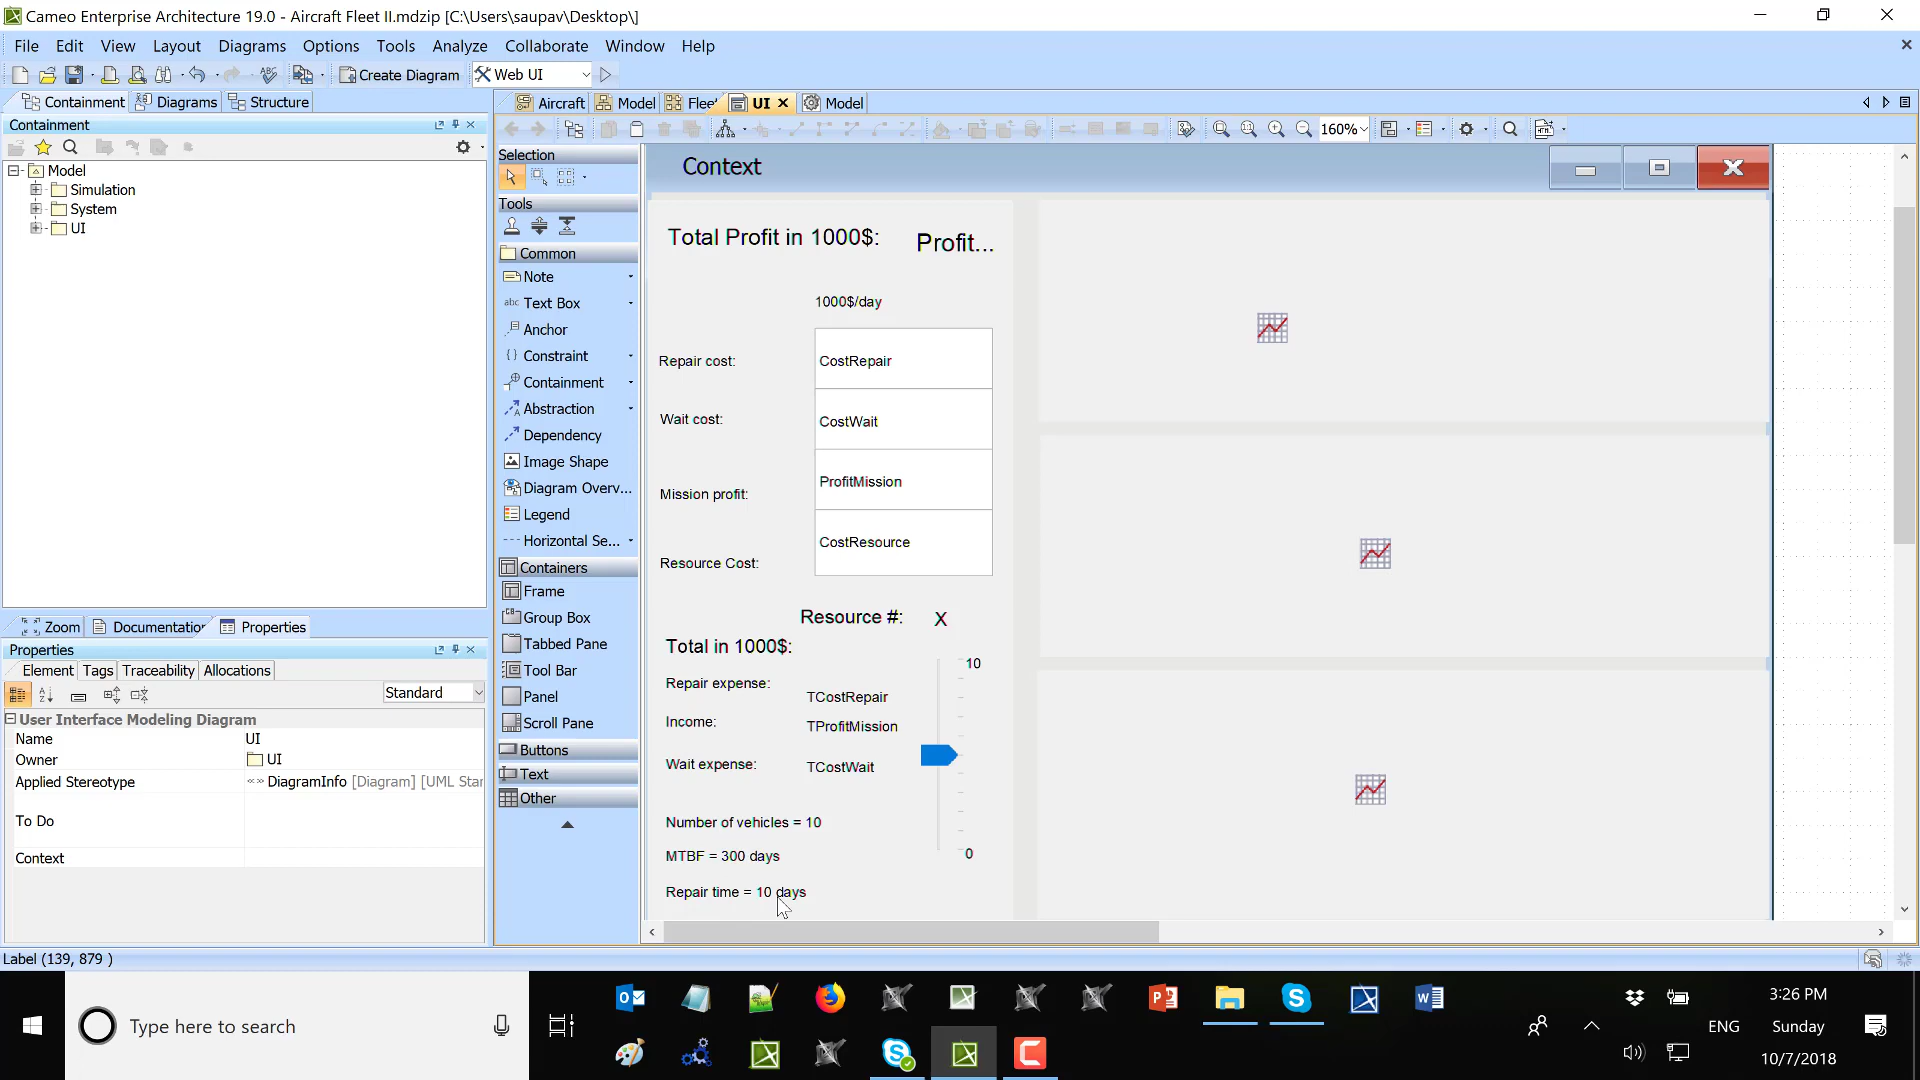 Cameo Enterprise Architecture 19.0 - Aircraft Fleet II.mdzip [C:\Users\saupav\Desktop\]
File Edit View Layout Diagrams Options Tools Analyze Collaborate Window Help
Create Diagram Web UI
Containment Diagrams Structure
Containment
Model
Simulation
System
UI
Zoom Documentation Properties
Properties
Element Tags Traceability Allocations
Standard
User Interface Modeling Diagram
Name UI
Owner UI
Applied Stereotype «» DiagramInfo [Diagram] [UML Star
To Do
Context
Aircraft Model Fleet UI Model
160%
Selection
Tools
Common
Note
abc Text Box
Anchor
{} Constraint
Containment
Abstraction
Dependency
Image Shape
Diagram Overv...
Legend
Horizontal Se...
Containers
Frame
Group Box
Tabbed Pane
Tool Bar
Panel
Scroll Pane
Buttons
Text
Other
Context
Total Profit in 1000$: Profit...
1000$/day
Repair cost: CostRepair
Wait cost: CostWait
Mission profit: ProfitMission
Resource Cost: CostResource
Resource #: X
Total in 1000$:
10
Repair expense: TCostRepair
Income: TProfitMission
Wait expense: TCostWait
Number of vehicles = 10
MTBF = 300 days
0
Repair time = 10 days
Label (139, 879 )
Type here to search
ENG
3:26 PM
Sunday
10/7/2018